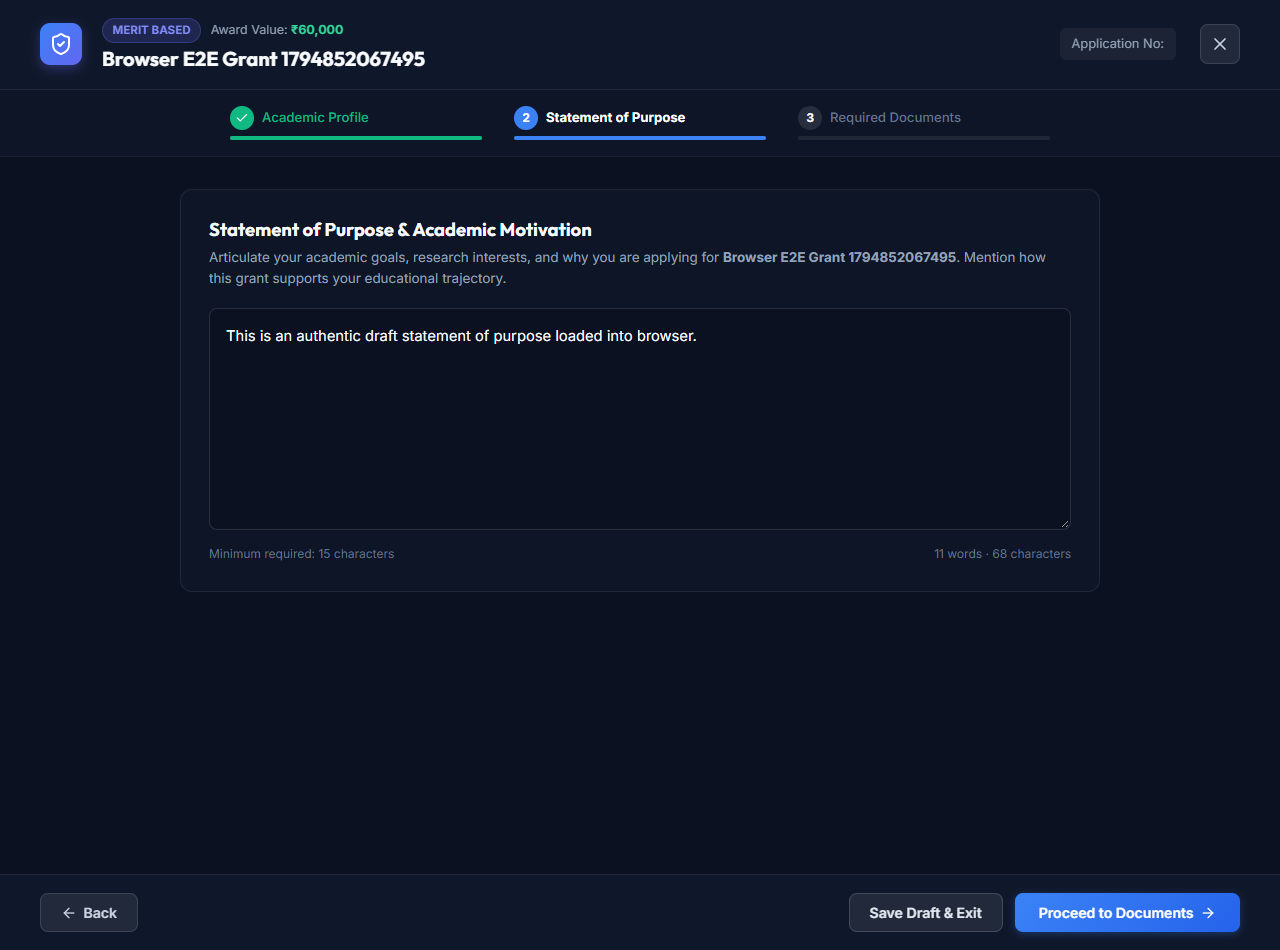 MERIT BASED Award Value: ₹60,000
Browser E2E Grant 1794852067495
Application No:
Academic Profile
2 Statement of Purpose
3 Required Documents
Statement of Purpose & Academic Motivation
Articulate your academic goals, research interests, and why you are applying for Browser E2E Grant 1794852067495. Mention how
this grant supports your educational trajectory.
This is an authentic draft statement of purpose loaded into browser.
Minimum required: 15 characters
11 words · 68 characters
Back
Save Draft & Exit
Proceed to Documents